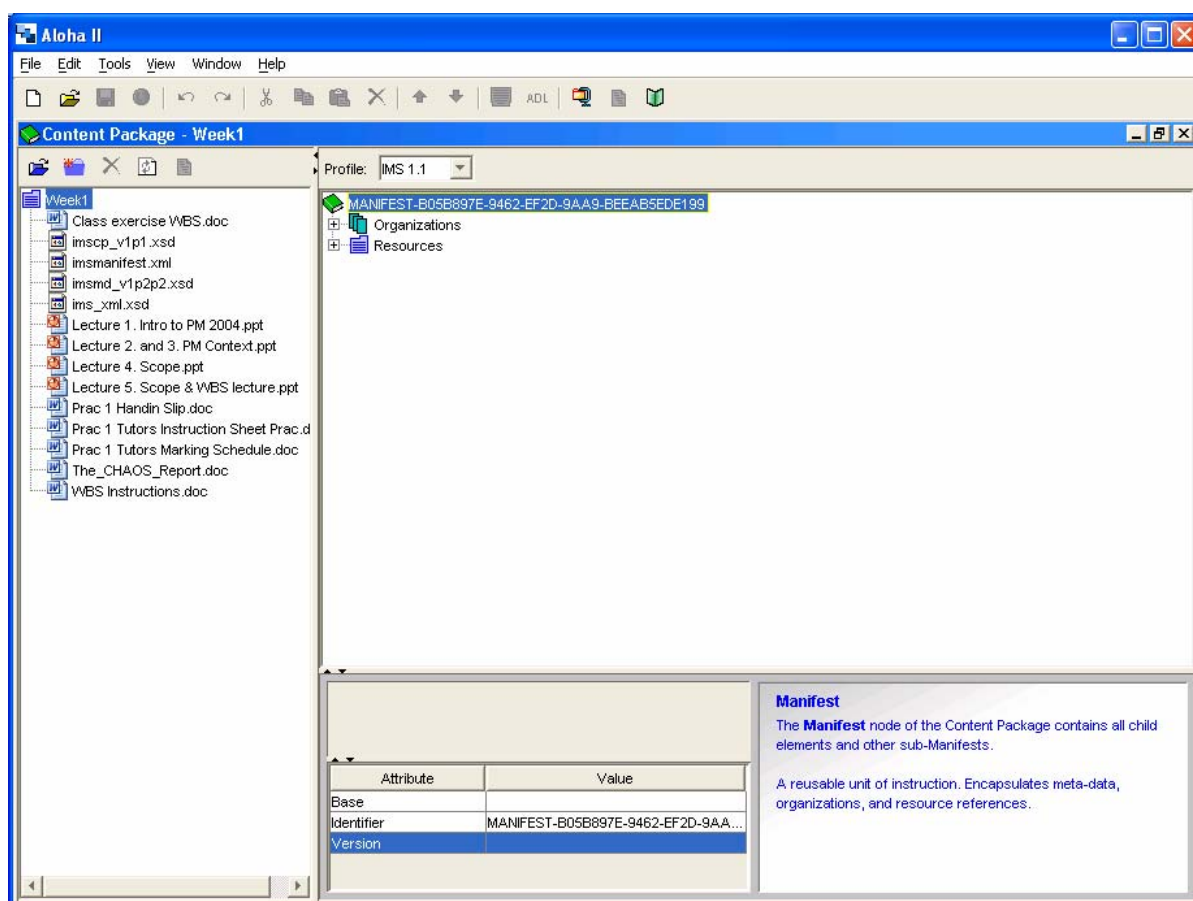 Aloha II
File Edit Tools View Window Help
ADL
Content Package - Week1
Profile: IMS 1.1
Week1
Class exercise WBS.doc
imscp_v1p1.xsd
imsmanifest.xml
imsmd_v1p2p2.xsd
ims_xml.xsd
Lecture 1. Intro to PM 2004.ppt
Lecture 2. and 3. PM Context.ppt
Lecture 4. Scope.ppt
Lecture 5. Scope & WBS lecture.ppt
Prac 1 Handin Slip.doc
Prac 1 Tutors Instruction Sheet Prac.d
Prac 1 Tutors Marking Schedule.doc
The_CHAOS_Report.doc
WBS Instructions.doc
MANIFEST-B05B897E-9462-EF2D-9AA9-BEEAB5EDE199
Organizations
Resources
Attribute Value
Base
Identifier MANIFEST-B05B897E-9462-EF2D-9AA...
Version
Manifest
The Manifest node of the Content Package contains all child
elements and other sub-Manifests.
A reusable unit of instruction. Encapsulates meta-data,
organizations, and resource references.